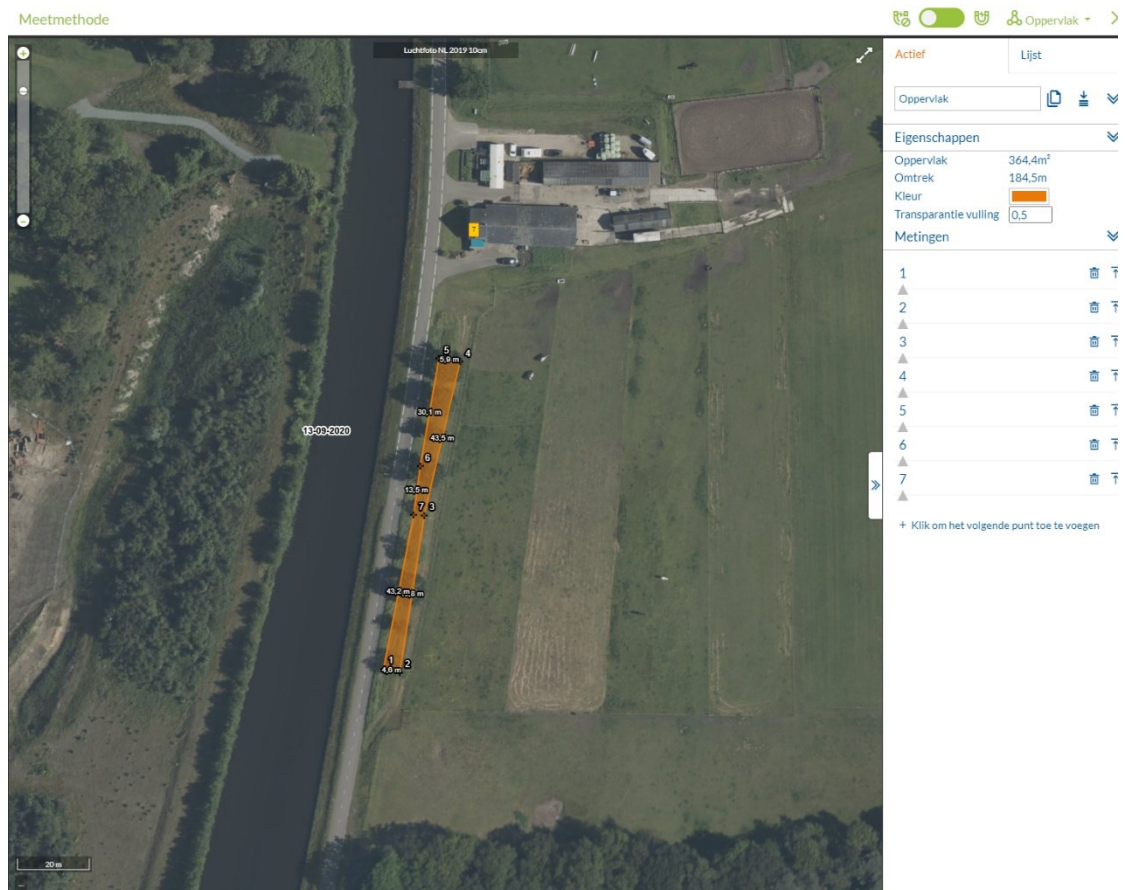 Meetmethode
Oppervlak
Luchtfoto NL 2019 10cm
Actief
Lijst
Oppervlak
Eigenschappen
Oppervlak 364,4m²
Omtrek 184,5m
Kleur
Transparantie vulling 0,5
Metingen
1
2
3
4
5
6
7
+ Klik om het volgende punt toe te voegen
7
5
4
5,9 m
30,1 m
43,5 m
13-09-2020
6
13,5 m
7 3
43,2 m
1
2
4,6 m
20 m